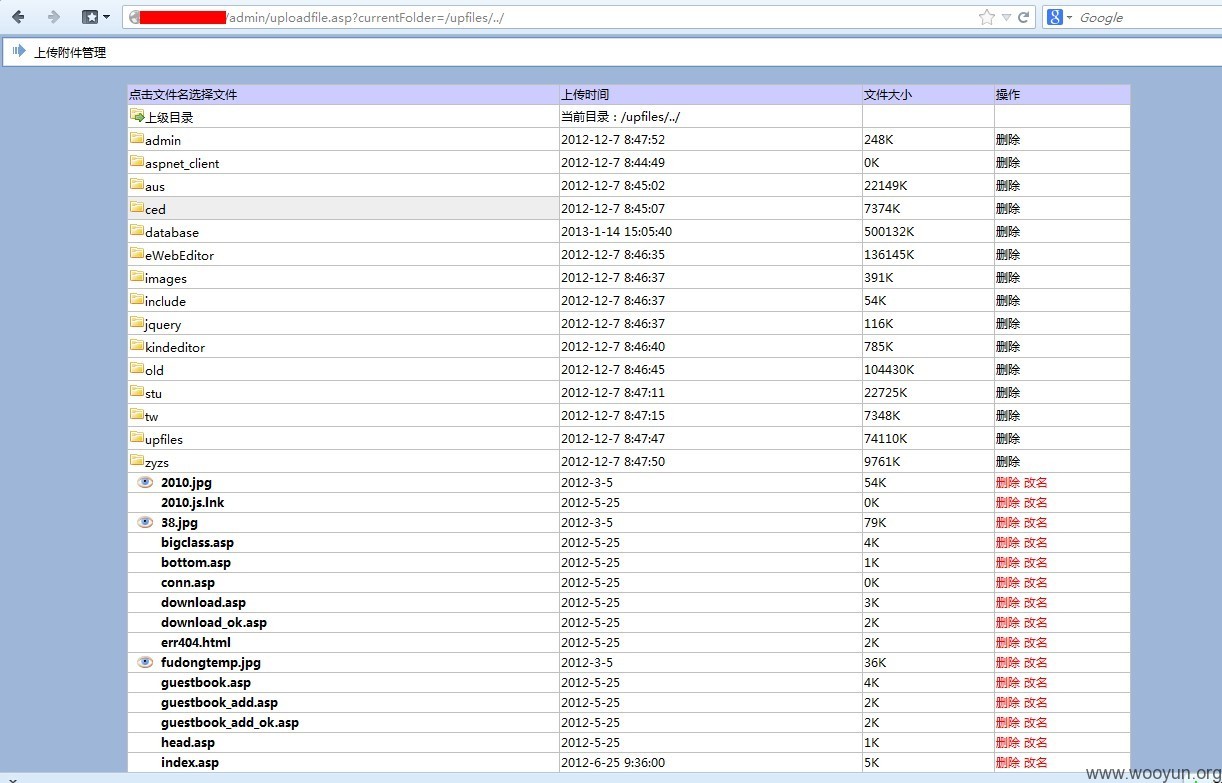 /admin/uploadfile.asp?currentFolder=/upfiles/../ Google
上传附件管理
点击文件名选择文件 上传时间 文件大小 操作
上级目录 当前目录：/upfiles/../
admin 2012-12-7 8:47:52 248K 删除
aspnet_client 2012-12-7 8:44:49 0K 删除
aus 2012-12-7 8:45:02 22149K 删除
ced 2012-12-7 8:45:07 7374K 删除
database 2013-1-14 15:05:40 500132K 删除
eWebEditor 2012-12-7 8:46:35 136145K 删除
images 2012-12-7 8:46:37 391K 删除
include 2012-12-7 8:46:37 54K 删除
jquery 2012-12-7 8:46:37 116K 删除
kindeditor 2012-12-7 8:46:40 785K 删除
old 2012-12-7 8:46:45 104430K 删除
stu 2012-12-7 8:47:11 22725K 删除
tw 2012-12-7 8:47:15 7348K 删除
upfiles 2012-12-7 8:47:47 74110K 删除
zyzs 2012-12-7 8:47:50 9761K 删除
2010.jpg 2012-3-5 54K 删除 改名
2010.js.lnk 2012-5-25 0K 删除 改名
38.jpg 2012-3-5 79K 删除 改名
bigclass.asp 2012-5-25 4K 删除 改名
bottom.asp 2012-5-25 1K 删除 改名
conn.asp 2012-5-25 0K 删除 改名
download.asp 2012-5-25 3K 删除 改名
download_ok.asp 2012-5-25 2K 删除 改名
err404.html 2012-5-25 2K 删除 改名
fudongtemp.jpg 2012-3-5 36K 删除 改名
guestbook.asp 2012-5-25 4K 删除 改名
guestbook_add.asp 2012-5-25 2K 删除 改名
guestbook_add_ok.asp 2012-5-25 2K 删除 改名
head.asp 2012-5-25 1K 删除 改名
index.asp 2012-6-25 9:36:00 5K 删除 改名
www.wooyun.org